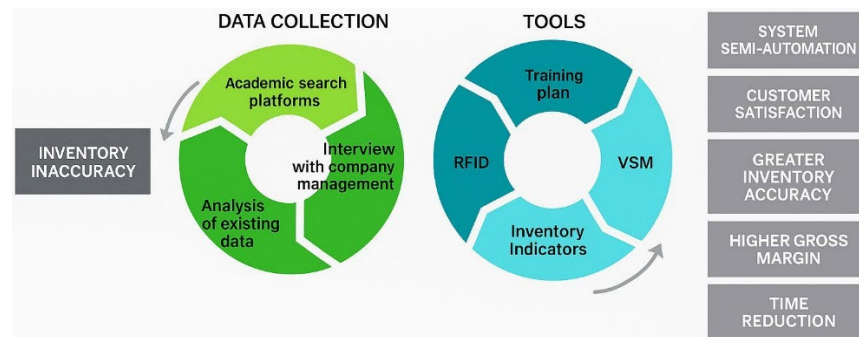 DATA COLLECTION
TOOLS
INVENTORY
INACCURACY
Academic search
platforms
Interview
with company
management
Analysis
of existing
data
Training
plan
RFID
VSM
Inventory
Indicators
SYSTEM
SEMI-AUTOMATION
CUSTOMER
SATISFACTION
GREATER
INVENTORY
ACCURACY
HIGHER GROSS
MARGIN
TIME
REDUCTION